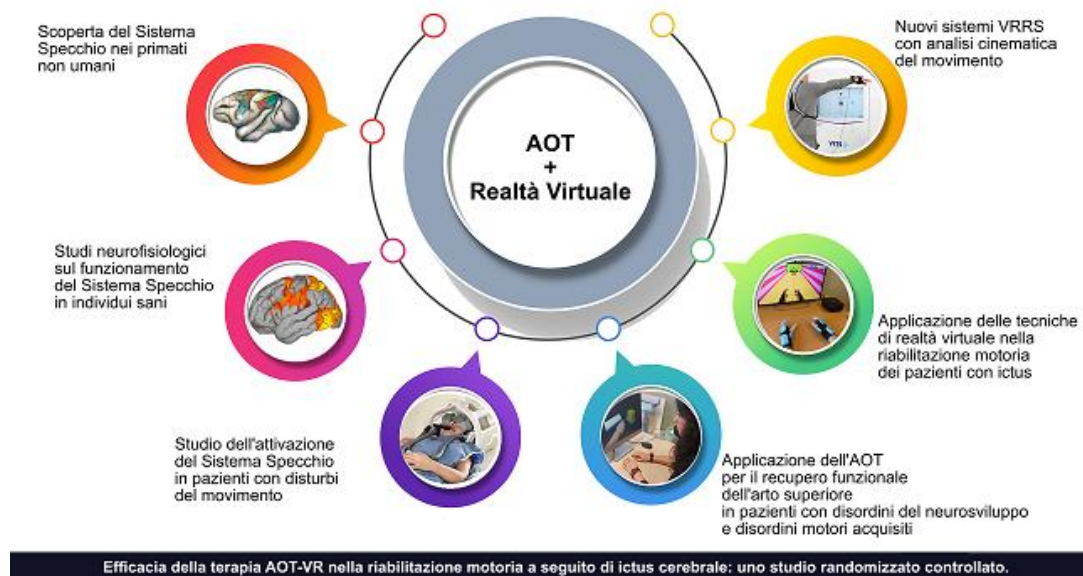 Scoperta del Sistema
Specchio nei primati
non umani
Studi neurofisiologici
sul funzionamento
del Sistema Specchio
in individui sani
Studio dell'attivazione
del Sistema Specchio
in pazienti con disturbi
del movimento
AOT
+
Realtà Virtuale
Applicazione dell'AOT
per il recupero funzionale
dell'arto superiore
in pazienti con disordini del neurosviluppo
e disordini motori acquisiti
Applicazione delle tecniche
di realtà virtuale nella
riabilitazione motoria
dei pazienti con ictus
Nuovi sistemi VRRS
con analisi cinematica
del movimento
Efficacia della terapia AOT-VR nella riabilitazione motoria a seguito di ictus cerebrale: uno studio randomizzato controllato.